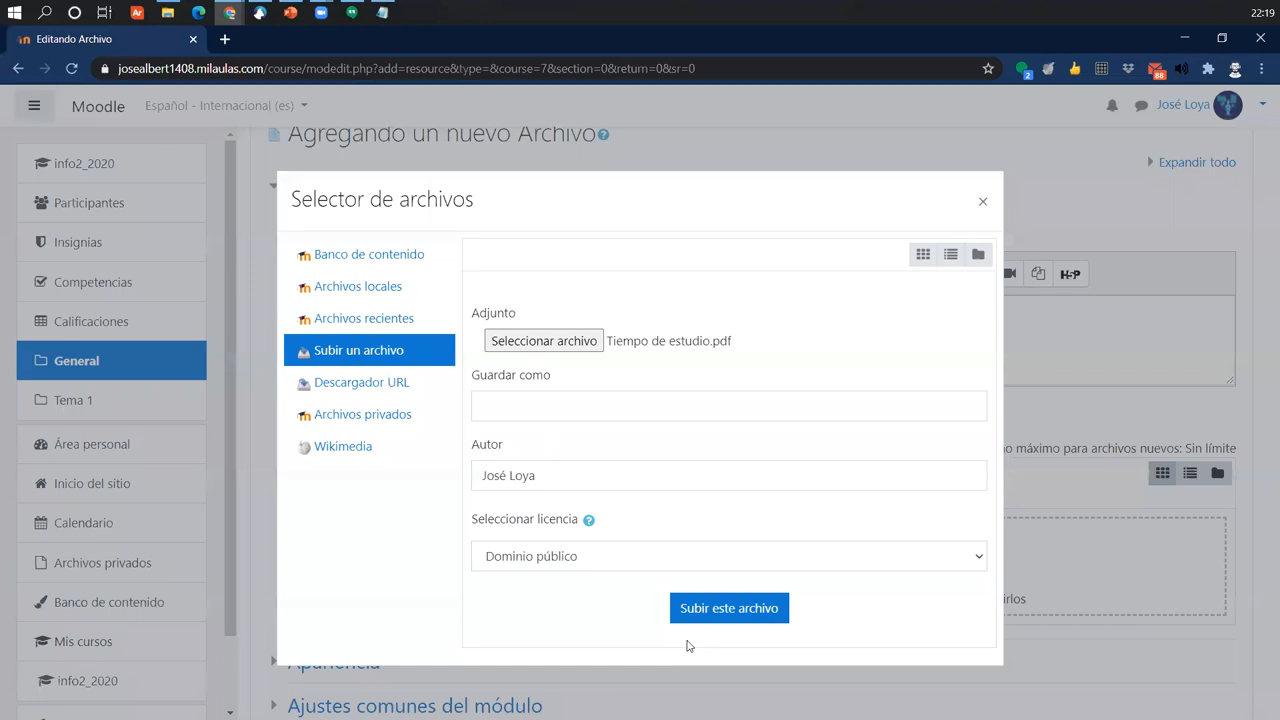 22:19
Editando Archivo
josealbert1408.milaulas.com/course/modedit.php?add=resource&type=&course=7&section=0&return=0&sr=0
2
88
Moodle
Español - Internacional (es)
José Loya
info2_2020
Participantes
Insignias
Competencias
Calificaciones
General
Tema 1
Área personal
Inicio del sitio
Calendario
Archivos privados
Banco de contenido
Mis cursos
info2_2020
Agregando un nuevo Archivo
Expandir todo
H-P
Selector de archivos
Banco de contenido
Archivos locales
Archivos recientes
Subir un archivo
Descargador URL
Archivos privados
Wikimedia
Adjunto
Seleccionar archivo Tiempo de estudio.pdf
Guardar como
Autor
José Loya
Seleccionar licencia
Dominio público
Subir este archivo
no máximo para archivos nuevos: Sin límite
irlos
Apariencia
Ajustes comunes del módulo